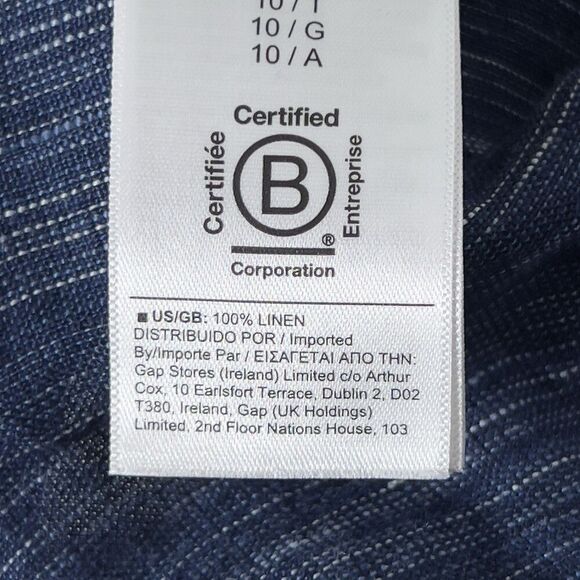 10 / T
10 / G
10 / A
Certified
Certifiée
B
Entreprise
®
Corporation
■ US/GB: 100% LINEN
DISTRIBUIDO POR / Imported
By/Importe Par / ΕΙΣΑΓΕΤΑΙ ΑΠΟ ΤΗΝ:
Gap Stores (Ireland) Limited c/o Arthur
Cox, 10 Earlsfort Terrace, Dublin 2, D02
T380, Ireland, Gap (UK Holdings)
Limited, 2nd Floor Nations House, 103